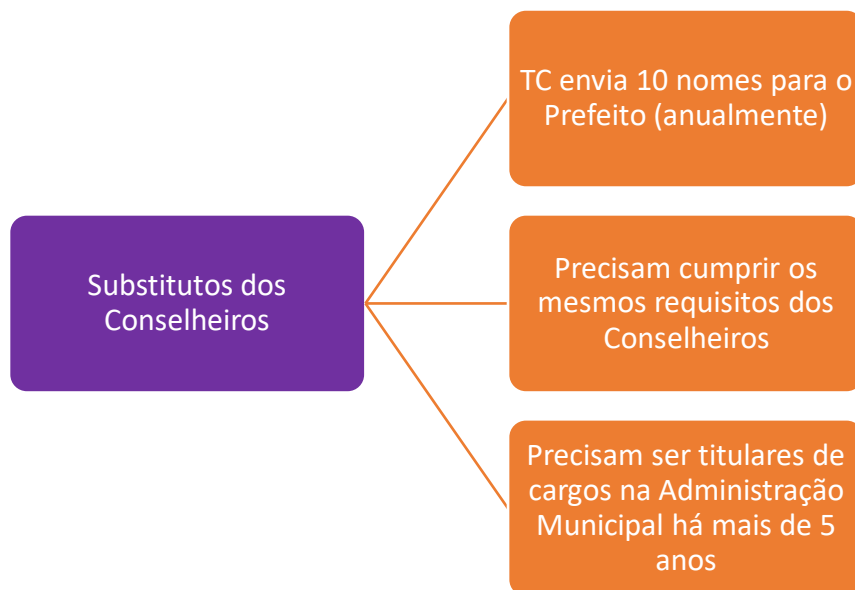 Substitutos dos
Conselheiros
TC envia 10 nomes para o
Prefeito (anualmente)
Precisam cumprir os
mesmos requisitos dos
Conselheiros
Precisam ser titulares de
cargos na Administração
Municipal há mais de 5
anos